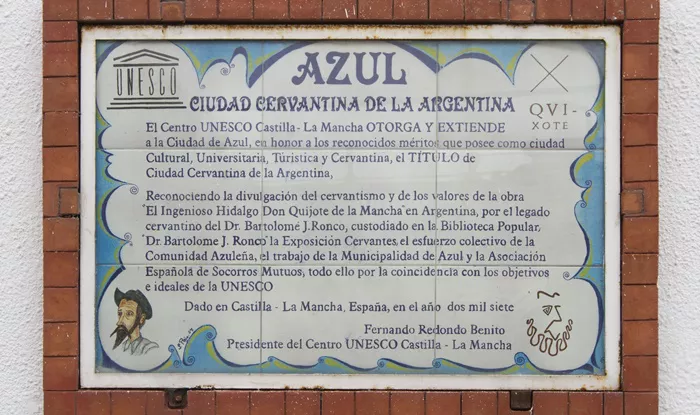 UNESCO
AZUL
CIUDAD CERVANTINA DE LA ARGENTINA
QVI-
XOTE
El Centro UNESCO Castilla - La Mancha OTORGA Y EXTIENDE
a la Ciudad de Azul, en honor a los reconocidos méritos que posee como ciudad
Cultural, Universitaria, Túristica y Cervantina, el TÍTULO de
Ciudad Cervantina de la Argentina,
Reconociendo la divulgación del cervantismo y de los valores de la obra
"El Ingenioso Hidalgo Don Quijote de la Mancha" en Argentina, por el legado
cervantino del Dr. Bartolomé J.Ronco, custodiado en la Biblioteca Popular,
"Dr. Bartolome J. Ronco" la Exposición Cervantes, el esfuerzo colectivo de la
Comunidad Azuleña, el trabajo de la Municipalidad de Azul y la Asociación
Española de Socorros Mutuos, todo ello por la coincidencia con los objetivos
e ideales de la UNESCO
Dado en Castilla - La Mancha, España, en el año dos mil siete
Fernando Redondo Benito
Presidente del Centro UNESCO Castilla - La Mancha